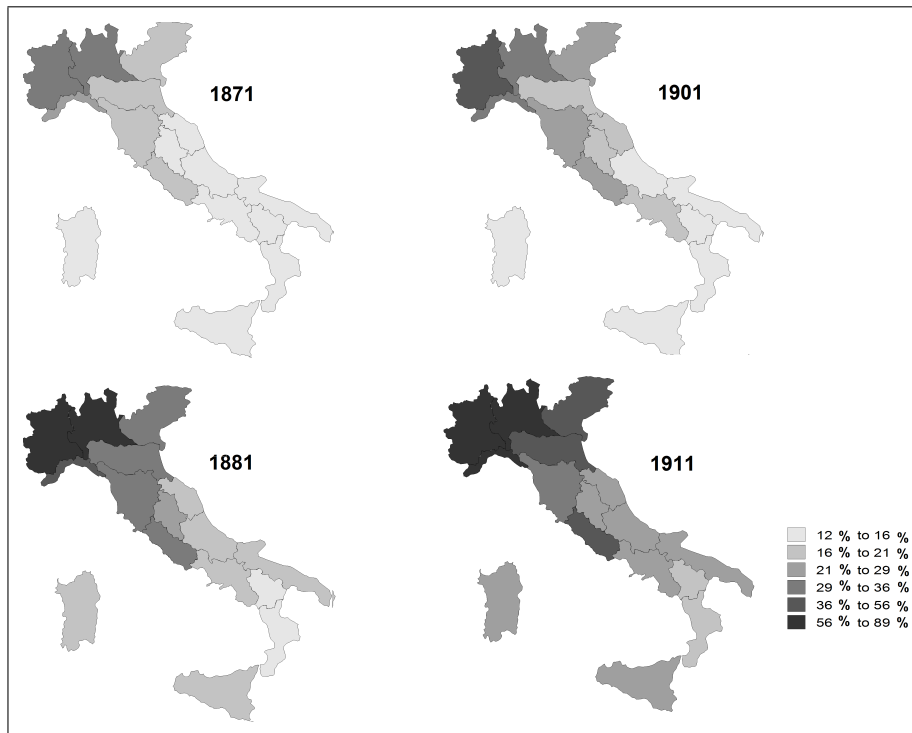 1871
1901
1881
1911
12 % to 16 %
16 % to 21 %
21 % to 29 %
29 % to 36 %
36 % to 56 %
56 % to 89 %